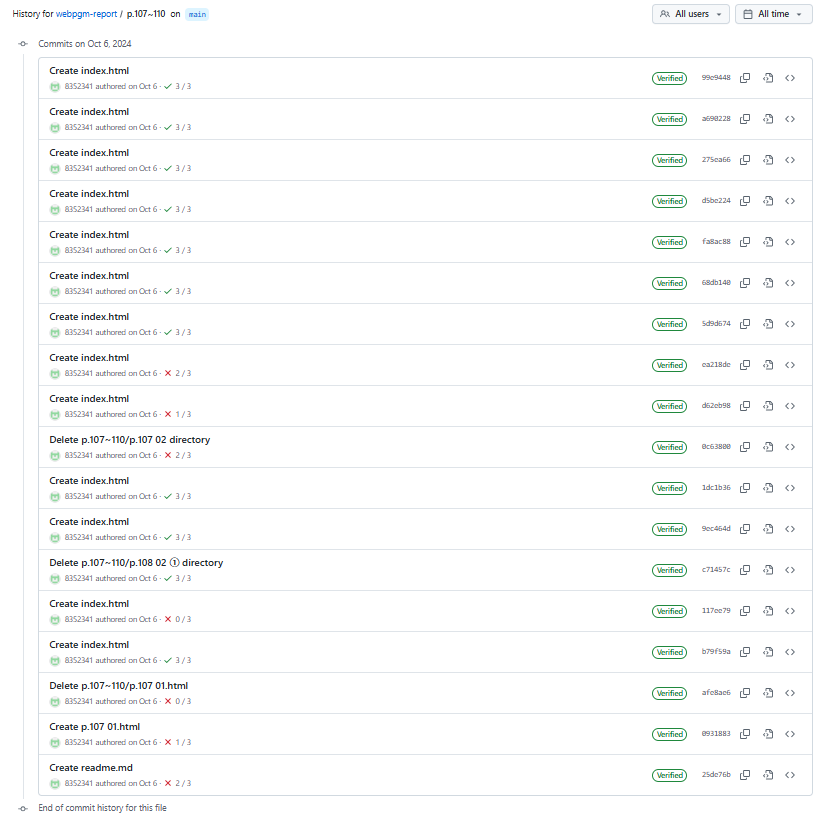 History for webpgm-report / p.107~110 on main
All users
All time
Commits on Oct 6, 2024
Create index.html
8352341 authored on Oct 6 · 3 / 3
Verified
99e9448
Create index.html
8352341 authored on Oct 6 · 3 / 3
Verified
a690228
Create index.html
8352341 authored on Oct 6 · 3 / 3
Verified
275ea66
Create index.html
8352341 authored on Oct 6 · 3 / 3
Verified
d5be224
Create index.html
8352341 authored on Oct 6 · 3 / 3
Verified
fa8ac88
Create index.html
8352341 authored on Oct 6 · 3 / 3
Verified
68db140
Create index.html
8352341 authored on Oct 6 · 3 / 3
Verified
5d9d674
Create index.html
8352341 authored on Oct 6 · 2 / 3
Verified
ea218de
Create index.html
8352341 authored on Oct 6 · 1 / 3
Verified
d62eb98
Delete p.107~110/p.107 02 directory
8352341 authored on Oct 6 · 2 / 3
Verified
0c63800
Create index.html
8352341 authored on Oct 6 · 3 / 3
Verified
1dc1b36
Create index.html
8352341 authored on Oct 6 · 3 / 3
Verified
9ec464d
Delete p.107~110/p.108 02 ① directory
8352341 authored on Oct 6 · 3 / 3
Verified
c71457c
Create index.html
8352341 authored on Oct 6 · 0 / 3
Verified
117ee79
Create index.html
8352341 authored on Oct 6 · 3 / 3
Verified
b79f59a
Delete p.107~110/p.107 01.html
8352341 authored on Oct 6 · 0 / 3
Verified
afe8ae6
Create p.107 01.html
8352341 authored on Oct 6 · 1 / 3
Verified
0931883
Create readme.md
8352341 authored on Oct 6 · 2 / 3
Verified
25de76b
End of commit history for this file